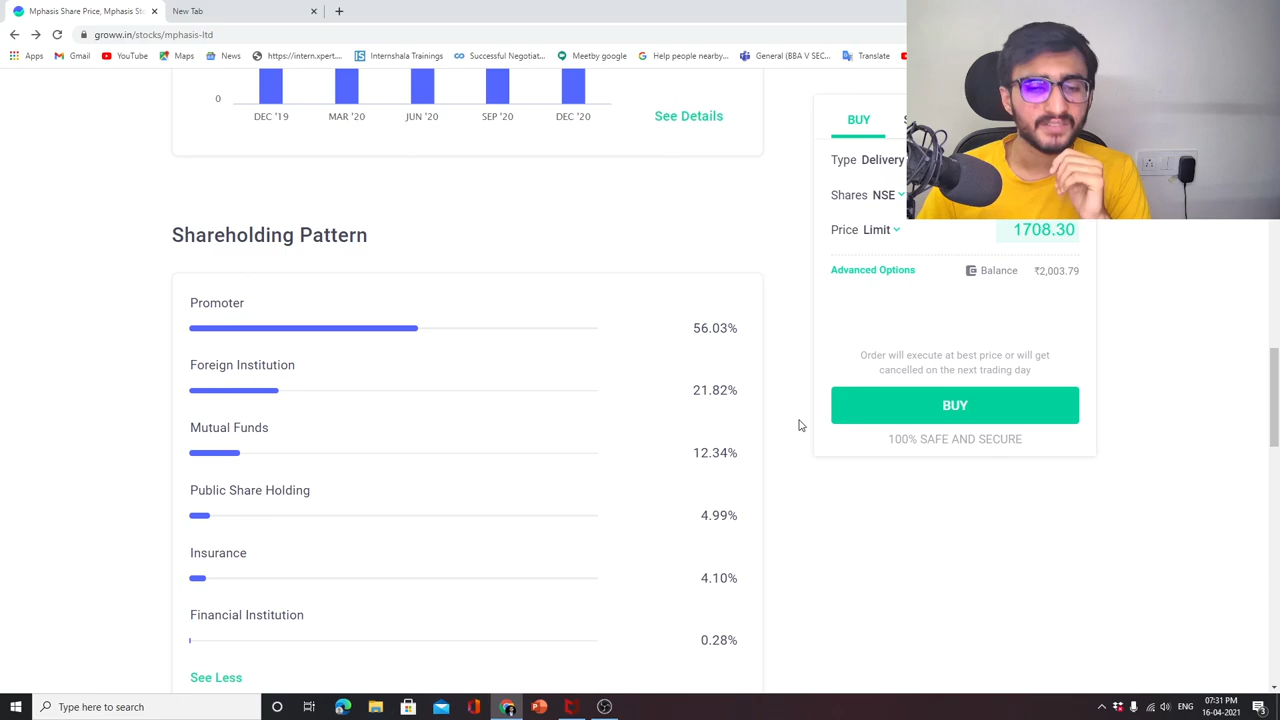 Mphasis Share Price, Mphasis St
New Tab
groww.in/stocks/mphasis-ltd
Apps
Gmail
YouTube
Maps
News
https://intern.xpert....
Internshala Trainings
Successful Negotiat...
Meetby google
Help people nearby...
General (BBA V SEC...
Translate
0
DEC '19
MAR '20
JUN '20
SEP '20
DEC '20
See Details
BUY
Type Delivery
Shares NSE
Price Limit
1708.30
Advanced Options
Balance ₹2,003.79
Order will execute at best price or will get
cancelled on the next trading day
BUY
100% SAFE AND SECURE
Shareholding Pattern
Promoter
56.03%
Foreign Institution
21.82%
Mutual Funds
12.34%
Public Share Holding
4.99%
Insurance
4.10%
Financial Institution
0.28%
See Less
Type here to search
ENG
07:31 PM
16-04-2021